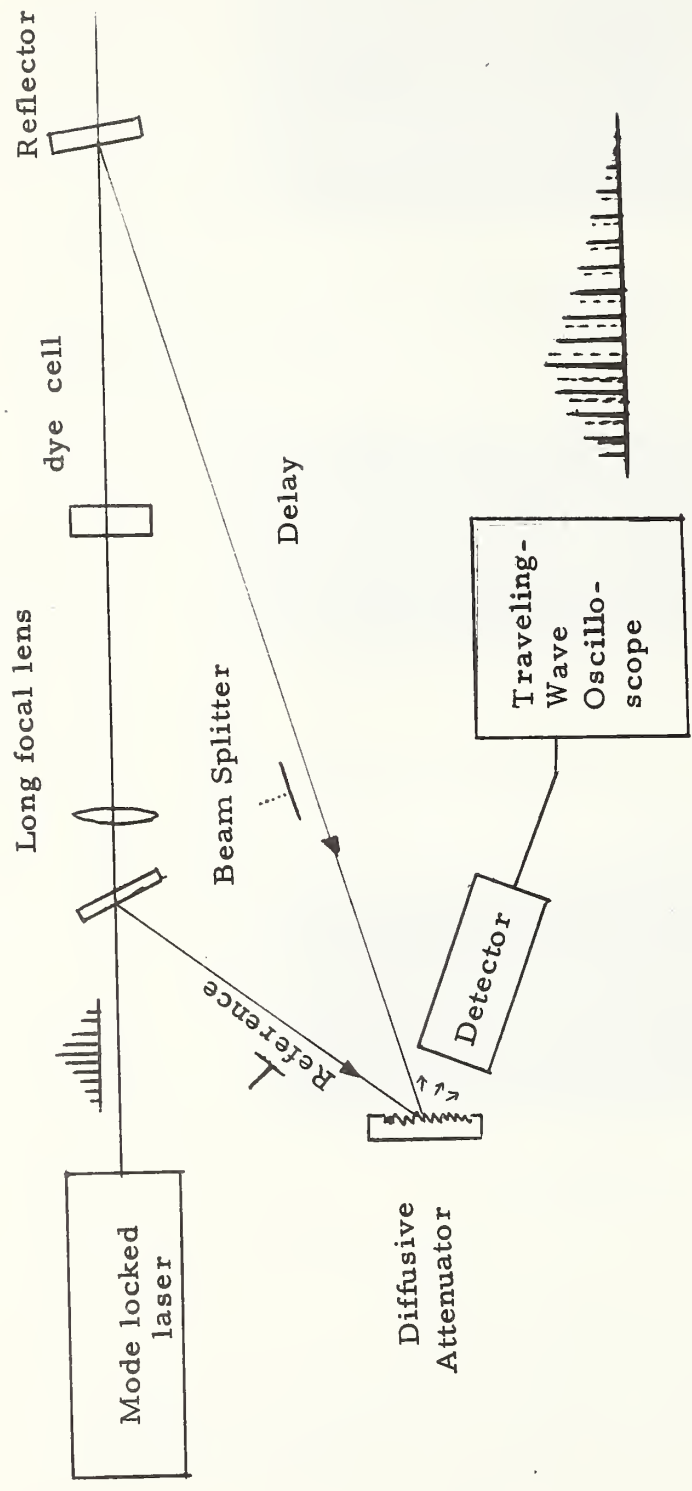 Mode locked
laser
Long focal lens
dye cell
Reflector
Reference
Beam Splitter
Delay
Diffusive
Attenuator
Detector
Traveling-
Wave
Oscillo-
scope